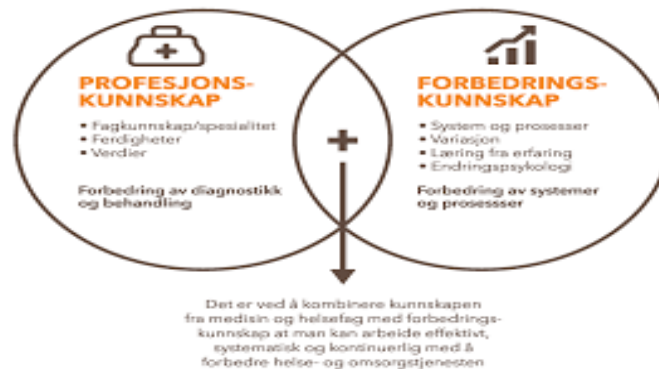 PROFESJONS-
KUNNSKAP
• Fagkunnskap/spesialitet
• Ferdigheter
• Verdier
Forbedring av diagnostikk
og behandling
FORBEDRINGS-
KUNNSKAP
• System og prosesser
• Variasjon
• Læring fra erfaring
• Endringspsykologi
Forbedring av systemer
og prosessser
+
Det er ved å kombinere kunnskapen
fra medisin og helsefag med forbedrings-
kunnskap at man kan arbeide effektivt,
systematisk og kontinuerlig med å
forbedre helse- og omsorgstjenesten